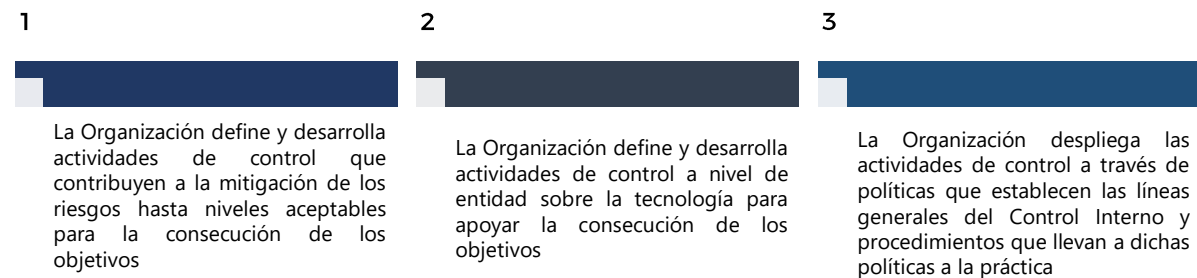 1
La Organización define y desarrolla
actividades de control que
contribuyen a la mitigación de los
riesgos hasta niveles aceptables
para la consecución de los
objetivos
2
La Organización define y desarrolla
actividades de control a nivel de
entidad sobre la tecnología para
apoyar la consecución de los
objetivos
3
La Organización despliega las
actividades de control a través de
políticas que establecen las líneas
generales del Control Interno y
procedimientos que llevan a dichas
políticas a la práctica